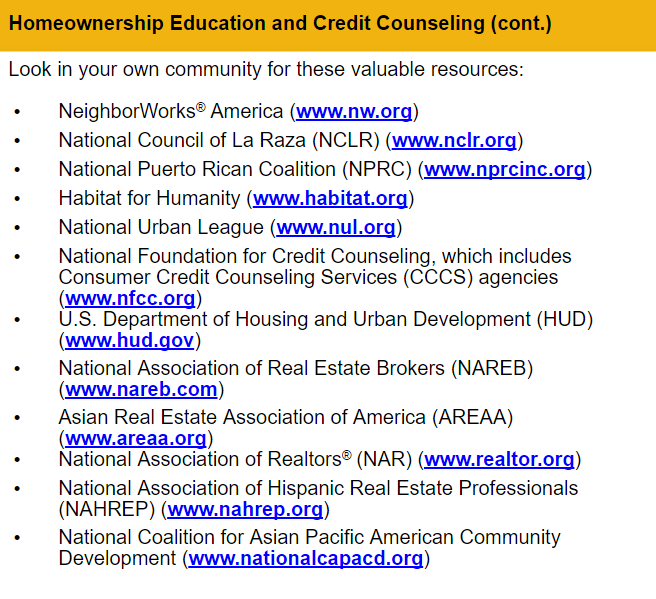 Homeownership Education and Credit Counseling (cont.)
Look in your own community for these valuable resources:
• NeighborWorks® America (www.nw.org)
• National Council of La Raza (NCLR) (www.nclr.org)
• National Puerto Rican Coalition (NPRC) (www.nprcinc.org)
• Habitat for Humanity (www.habitat.org)
• National Urban League (www.nul.org)
• National Foundation for Credit Counseling, which includes
Consumer Credit Counseling Services (CCCS) agencies
(www.nfcc.org)
• U.S. Department of Housing and Urban Development (HUD)
(www.hud.gov)
• National Association of Real Estate Brokers (NAREB)
(www.nareb.com)
• Asian Real Estate Association of America (AREAA)
(www.areaa.org)
• National Association of Realtors® (NAR) (www.realtor.org)
• National Association of Hispanic Real Estate Professionals
(NAHREP) (www.nahrep.org)
• National Coalition for Asian Pacific American Community
Development (www.nationalcapacd.org)